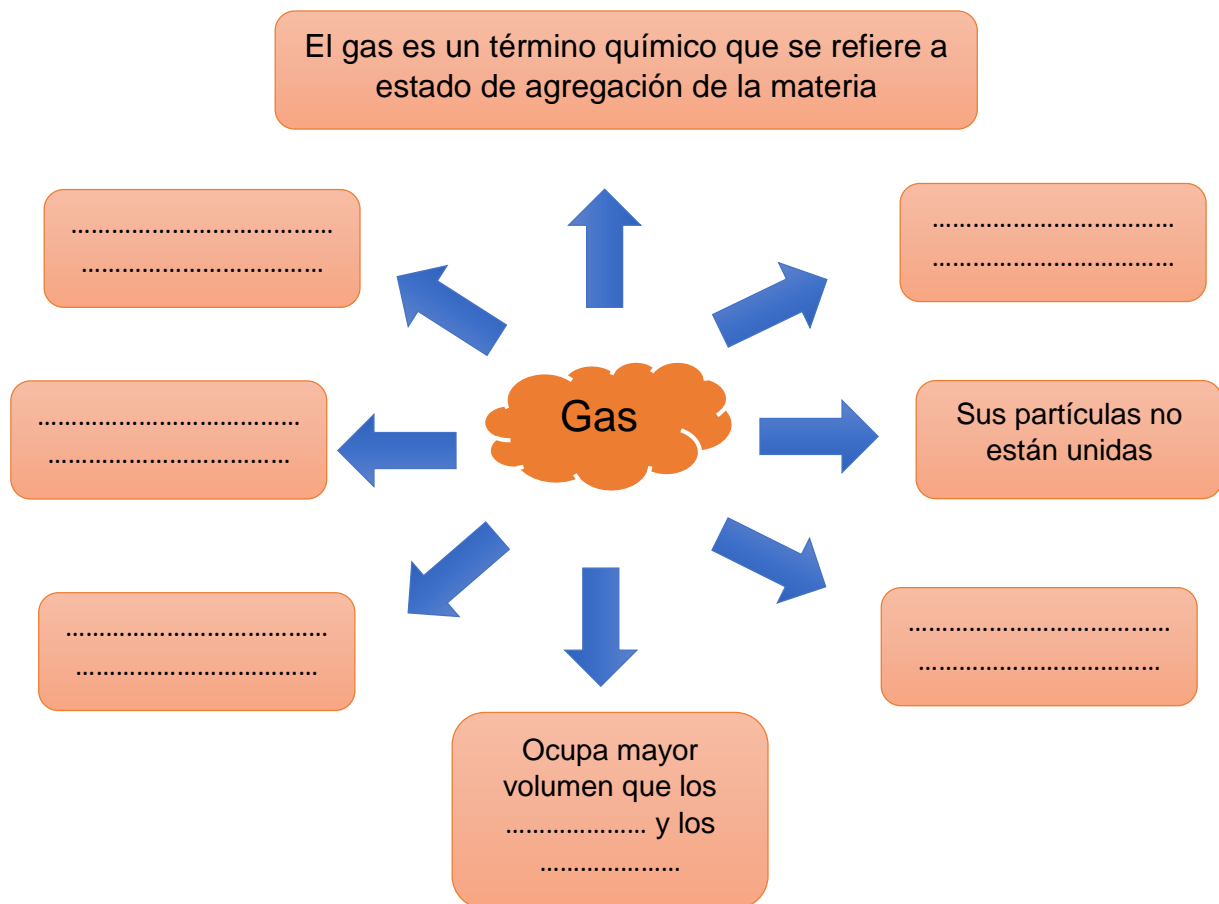 El gas es un término químico que se refiere a
estado de agregación de la materia
…………………………………
………………………………
………………………………
………………………………
Gas
…………………………………
………………………………
Sus partículas no
están unidas
…………………………………
………………………………
…………………………………
………………………………
Ocupa mayor
volumen que los
………………… y los
…………………